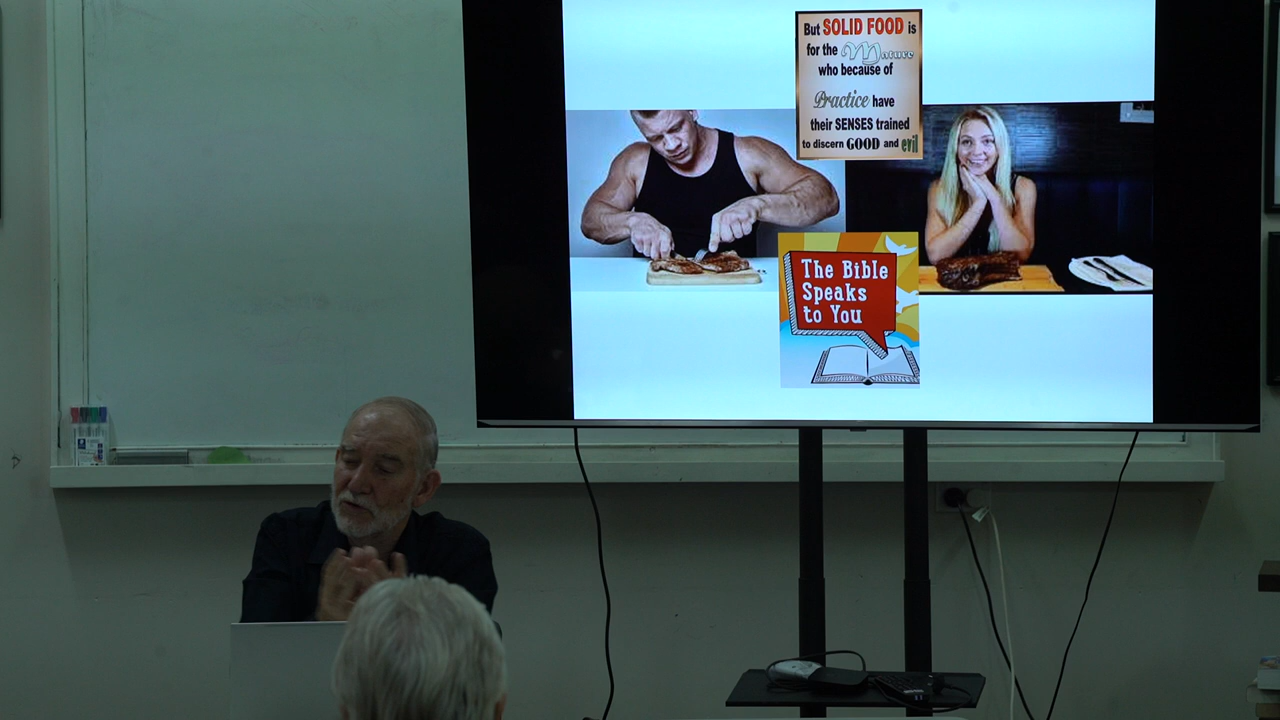 But SOLID FOOD is
for the Mature
who because of
Practice have
their SENSES trained
to discern GOOD and evil
The Bible
Speaks
to You